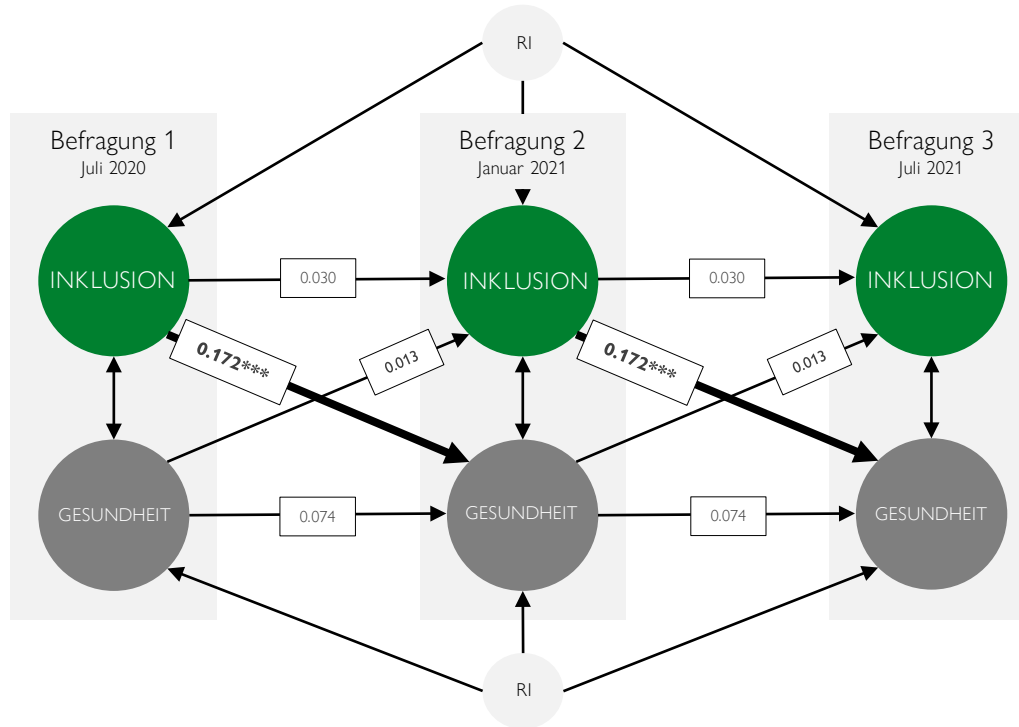 RI
Befragung 1
Juli 2020
Befragung 2
Januar 2021
Befragung 3
Juli 2021
INKLUSION
0.030
INKLUSION
0.030
INKLUSION
0.172***
0.013
0.172***
0.013
GESUNDHEIT
0.074
GESUNDHEIT
0.074
GESUNDHEIT
RI